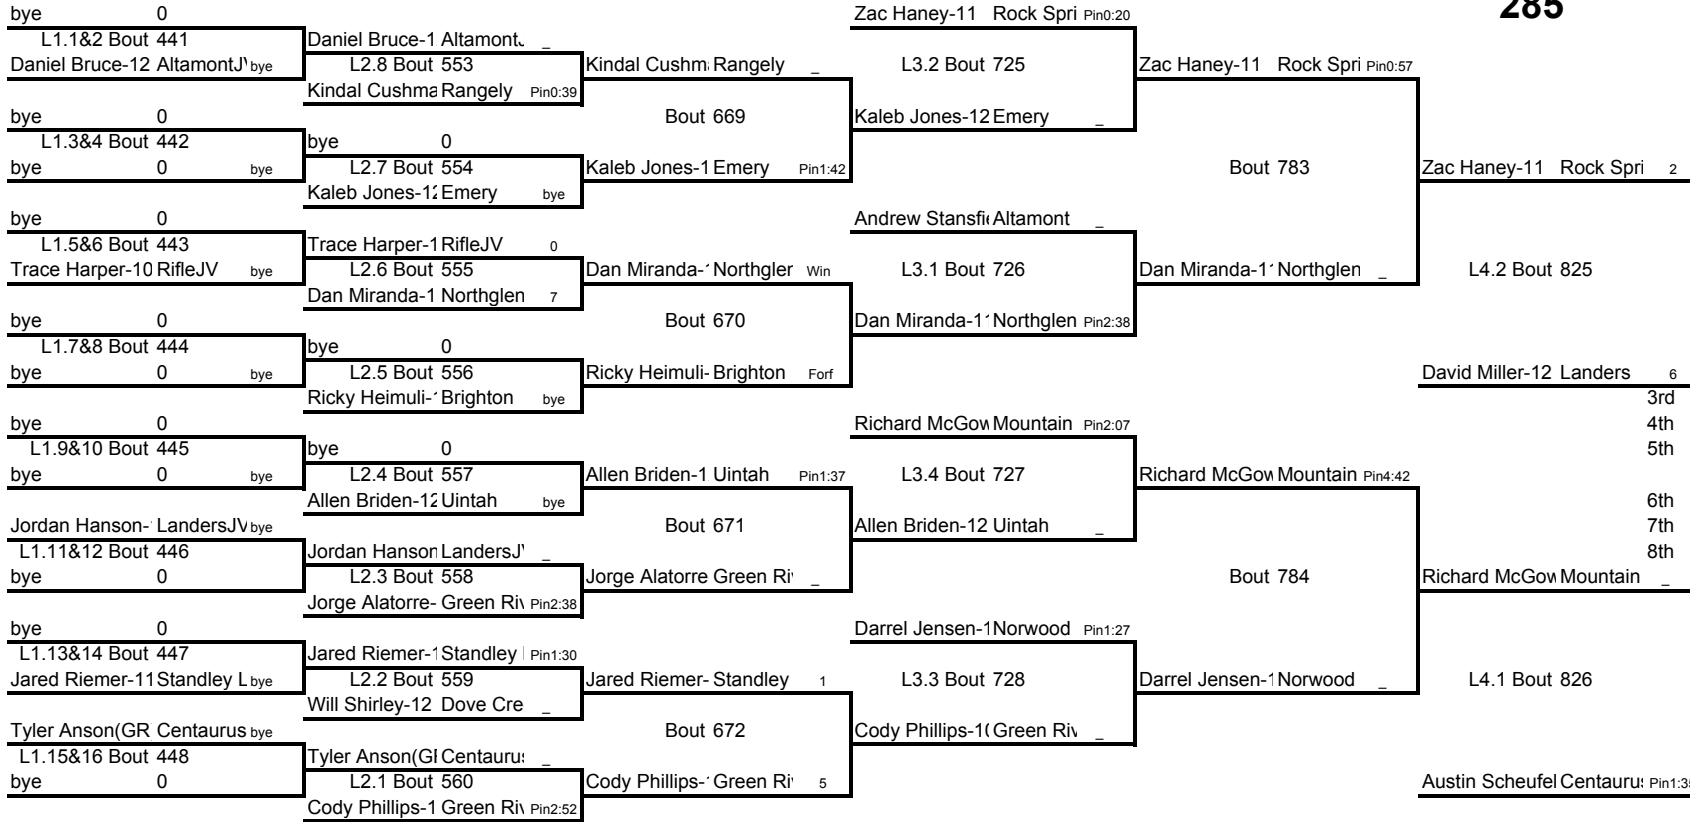 bye 0 Zac Haney-11 Rock Spri Pin0:20 285
L1.1&2 Bout 441 Daniel Bruce-1 Altamont. _
Daniel Bruce-12 AltamontJV bye L2.8 Bout 553 Kindal Cushm Rangely _ L3.2 Bout 725 Zac Haney-11 Rock Spri Pin0:57
Kindal Cushma Rangely Pin0:39
bye 0 Bout 669 Kaleb Jones-12 Emery _
L1.3&4 Bout 442 bye 0
bye 0 bye L2.7 Bout 554 Kaleb Jones-1 Emery Pin1:42 Bout 783 Zac Haney-11 Rock Spri 2
Kaleb Jones-12 Emery bye
bye 0 Andrew Stansfi Altamont _
L1.5&6 Bout 443 Trace Harper-1 RifleJV 0
Trace Harper-10 RifleJV bye L2.6 Bout 555 Dan Miranda- Northgler Win L3.1 Bout 726 Dan Miranda-1 Northglen _ L4.2 Bout 825
Dan Miranda-1 Northglen 7
bye 0 Bout 670 Dan Miranda-1 Northglen Pin2:38
L1.7&8 Bout 444 bye 0
bye 0 bye L2.5 Bout 556 Ricky Heimuli- Brighton Forf David Miller-12 Landers 6
Ricky Heimuli- Brighton bye 3rd
bye 0 Richard McGow Mountain Pin2:07 4th
L1.9&10 Bout 445 bye 0 5th
bye 0 bye L2.4 Bout 557 Allen Briden-1 Uintah Pin1:37 L3.4 Bout 727 Richard McGow Mountain Pin4:42
Allen Briden-12 Uintah bye 6th
Jordan Hanson- LandersJV bye Bout 671 Allen Briden-12 Uintah _ 7th
L1.11&12 Bout 446 Jordan Hanson LandersJ _ 8th
bye 0 L2.3 Bout 558 Jorge Alatorre Green Ri _ Bout 784 Richard McGow Mountain _
Jorge Alatorre- Green Riv Pin2:38
bye 0 Darrel Jensen-1 Norwood Pin1:27
L1.13&14 Bout 447 Jared Riemer-1 Standley Pin1:30
Jared Riemer-11 Standley L bye L2.2 Bout 559 Jared Riemer- Standley 1 L3.3 Bout 728 Darrel Jensen-1 Norwood _ L4.1 Bout 826
Will Shirley-12 Dove Cre _
Tyler Anson(GR Centaurus bye Bout 672 Cody Phillips-10 Green Riv _
L1.15&16 Bout 448 Tyler Anson(GI Centauru _
bye 0 L2.1 Bout 560 Cody Phillips- Green Ri 5 Austin Scheufel Centauru Pin1:35
Cody Phillips-1 Green Riv Pin2:52